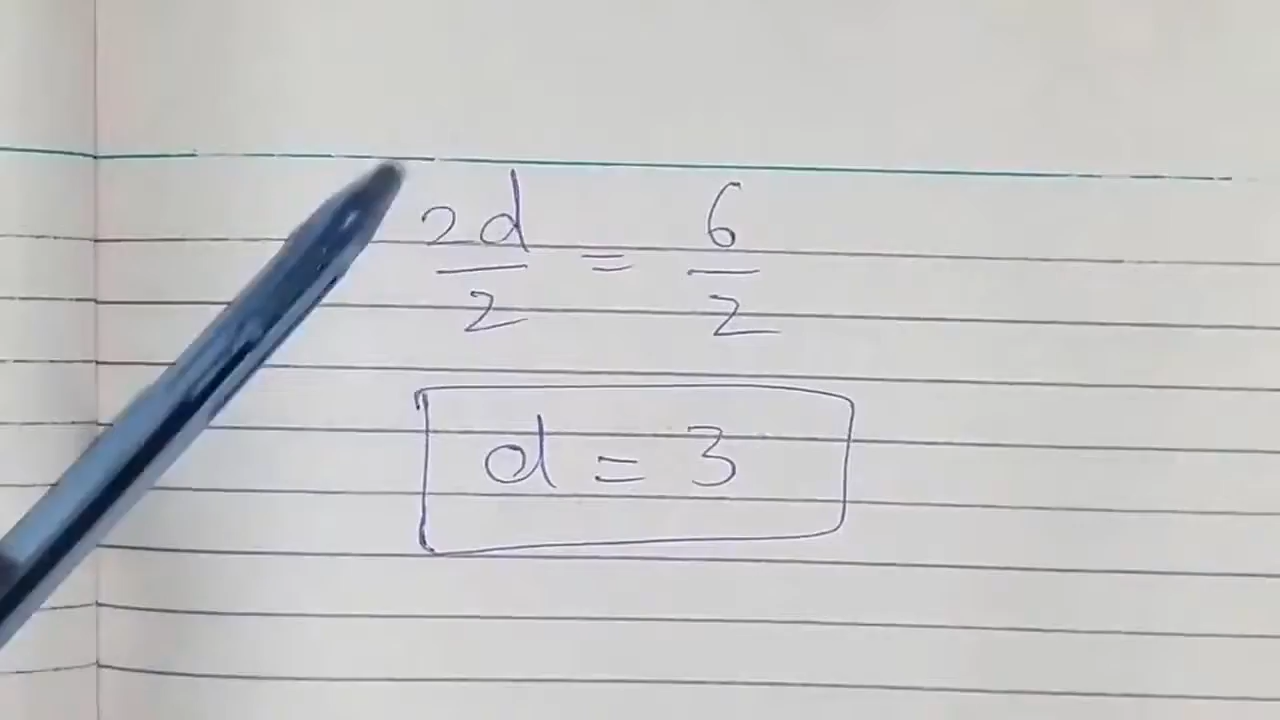 2d/2 = 6/2
d = 3